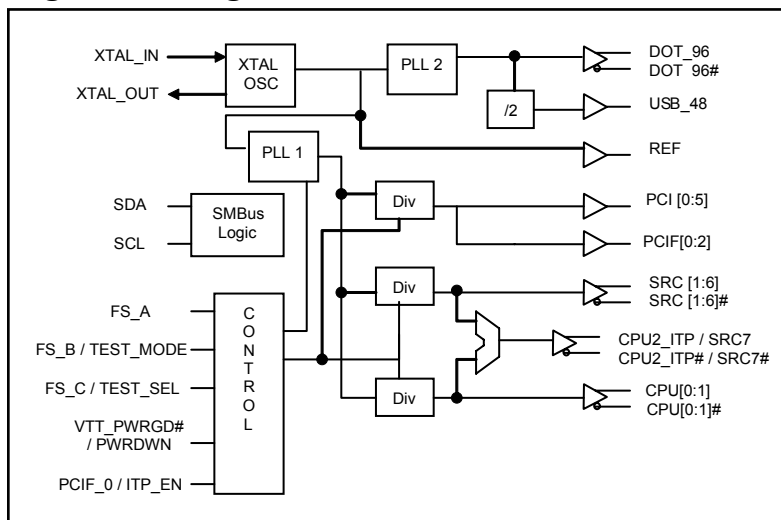 XTAL_IN
XTAL_OUT
XTAL
OSC
PLL 2
/2
DOT_96
DOT_96#
USB_48
REF
PLL 1
SDA
SCL
SMBus
Logic
Div
PCI [0:5]
PCIF[0:2]
Div
SRC [1:6]
SRC [1:6]#
CPU2_ITP / SRC7
CPU2_ITP# / SRC7#
Div
CPU[0:1]
CPU[0:1]#
FS_A
FS_B / TEST_MODE
FS_C / TEST_SEL
VTT_PWRGD#
/ PWRDWN
PCIF_0 / ITP_EN
C
O
N
T
R
O
L